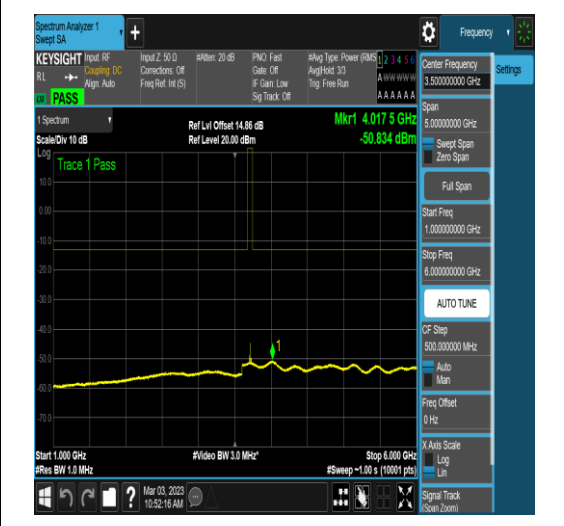 Spectrum Analyzer 1
Swept SA
Frequency
KEYSIGHT
RL
PASS
Input: RF
Coupling: DC
Align: Auto
Input Z: 50 Ω
Corrections: Off
Freq Ref: Int (S)
#Atten: 20 dB
PNO: Fast
Gate: Off
IF Gain: Low
Sig Track: Off
#Avg Type: Power (RMS
Avg|Hold: 3/3
Trig: Free Run
1 2 3 4 5 6
A W W W W W
A A A A A A
Center Frequency
3.500000000 GHz
Settings
Span
5.00000000 GHz
Swept Span
Zero Span
Full Span
Start Freq
1.000000000 GHz
Stop Freq
6.000000000 GHz
AUTO TUNE
CF Step
500.000000 MHz
Auto
Man
Freq Offset
0 Hz
X Axis Scale
Log
Lin
Signal Track
(Span Zoom)
1 Spectrum
Scale/Div 10 dB
Ref Lvl Offset 14.86 dB
Ref Level 20.00 dBm
Mkr1 4.017 5 GHz
-50.834 dBm
Log
Trace 1 Pass
10.0
0.00
-10.0
-20.0
-30.0
-40.0
-50.0
-60.0
-70.0
1
Start 1.000 GHz
#Res BW 1.0 MHz
#Video BW 3.0 MHz*
Stop 6.000 GHz
#Sweep ~1.00 s (10001 pts)
?
Mar 03, 2023
10:52:16 AM